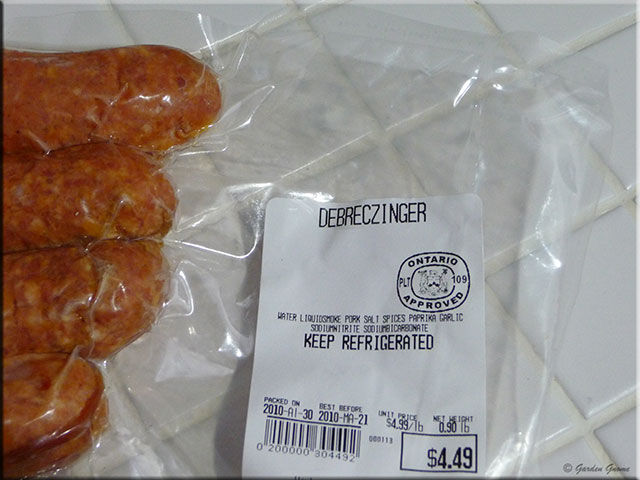 DEBRECZINGER
ONTARIO
PLT 109
APPROVED
WATER LIQUIDSMOKE PORK SALT SPICES PAPRIKA GARLIC
SODIUMNITRITE SODIUMBICARBONATE
KEEP REFRIGERATED
PACKED ON BEST BEFORE UNIT PRICE NET WEIGHT
2010-Al-30 2010-MA-21 $4.99/lb 0.90 lb
000113
0 200000 304492
$4.49
© Garden Gnome